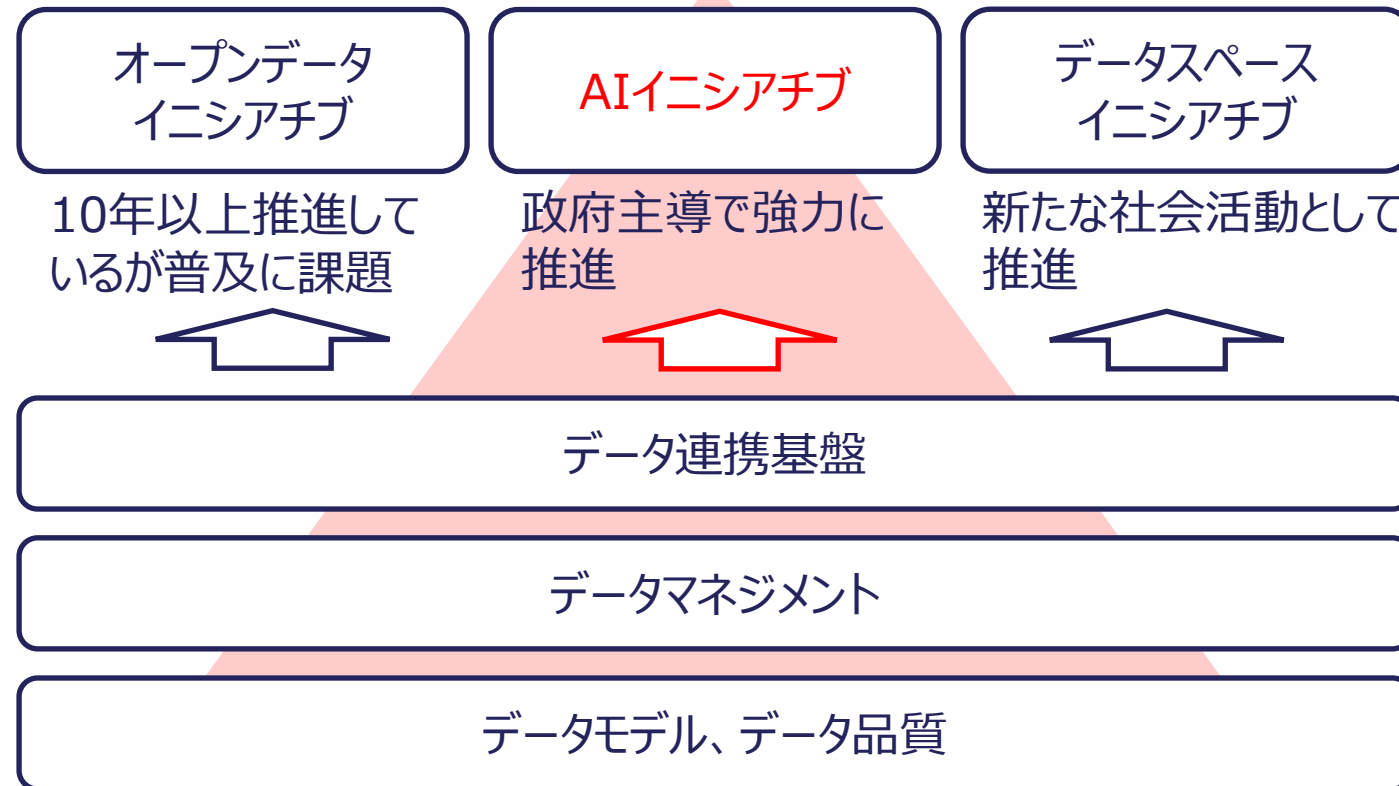 オープンデータ
イニシアチブ
AIイニシアチブ
データスペース
イニシアチブ
10年以上推進して
いるが普及に課題
政府主導で強力に
推進
新たな社会活動として
推進
データ連携基盤
データマネジメント
データモデル、データ品質